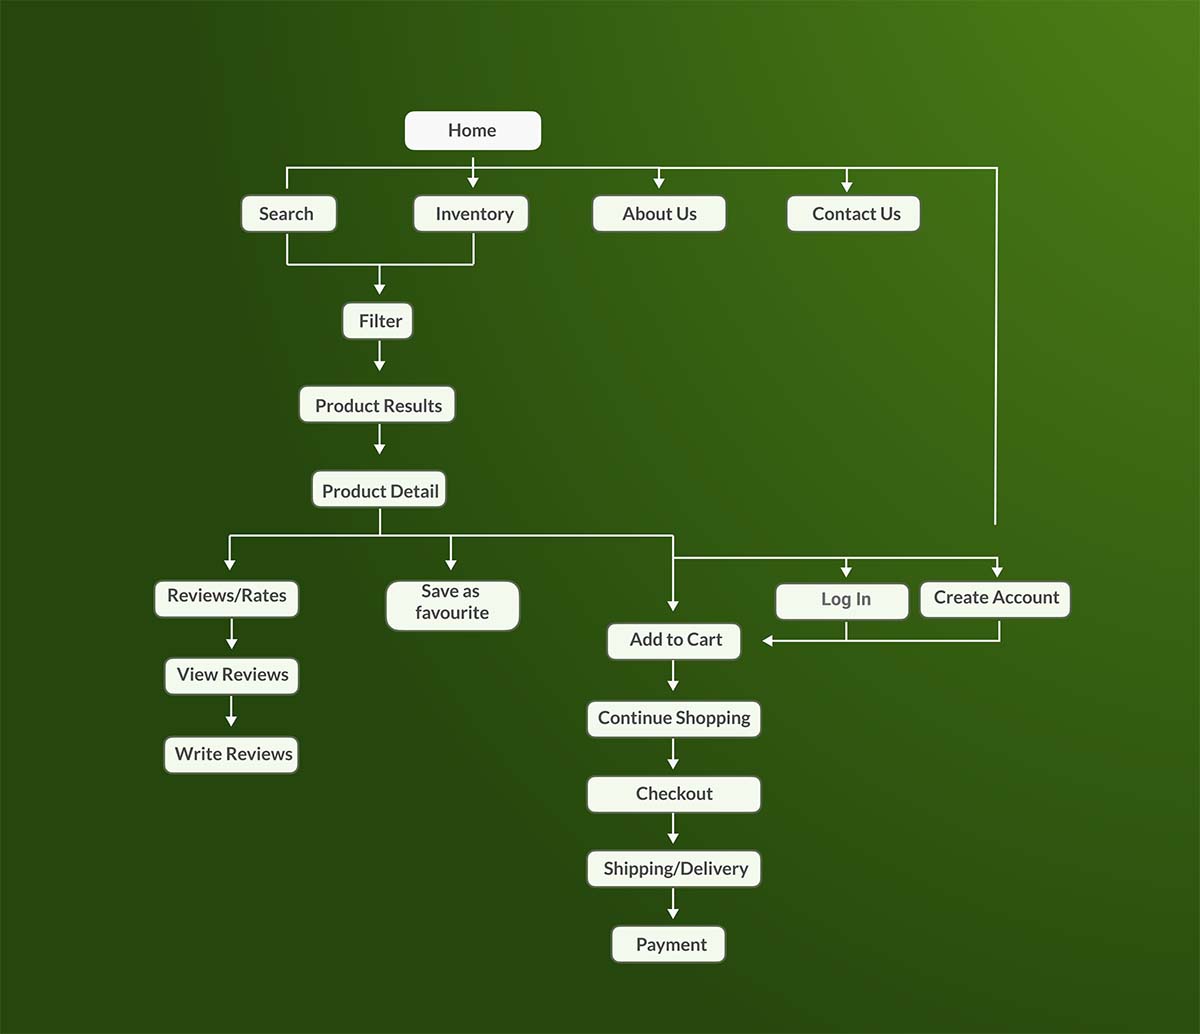 Home
Search
Inventory
About Us
Contact Us
Filter
Product Results
Product Detail
Reviews/Rates
Save as
favourite
Log In
Create Account
Add to Cart
View Reviews
Continue Shopping
Write Reviews
Checkout
Shipping/Delivery
Payment